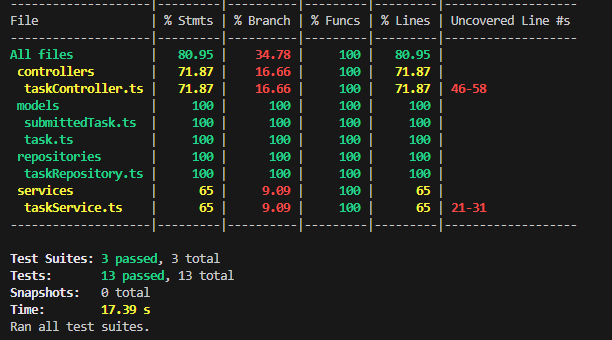 --------------------|---------|----------|---------|---------|-------------------
File                | % Stmts | % Branch | % Funcs | % Lines | Uncovered Line #s
--------------------|---------|----------|---------|---------|-------------------
All files           |   80.95 |    34.78 |     100 |   80.95 |
 controllers        |   71.87 |    16.66 |     100 |   71.87 |
  taskController.ts |   71.87 |    16.66 |     100 |   71.87 | 46-58
 models             |     100 |      100 |     100 |     100 |
  submittedTask.ts  |     100 |      100 |     100 |     100 |
  task.ts           |     100 |      100 |     100 |     100 |
 repositories       |     100 |      100 |     100 |     100 |
  taskRepository.ts |     100 |      100 |     100 |     100 |
 services           |      65 |     9.09 |     100 |      65 |
  taskService.ts    |      65 |     9.09 |     100 |      65 | 21-31
--------------------|---------|----------|---------|---------|-------------------
Test Suites: 3 passed, 3 total
Tests:       13 passed, 13 total
Snapshots:   0 total
Time:        17.39 s
Ran all test suites.